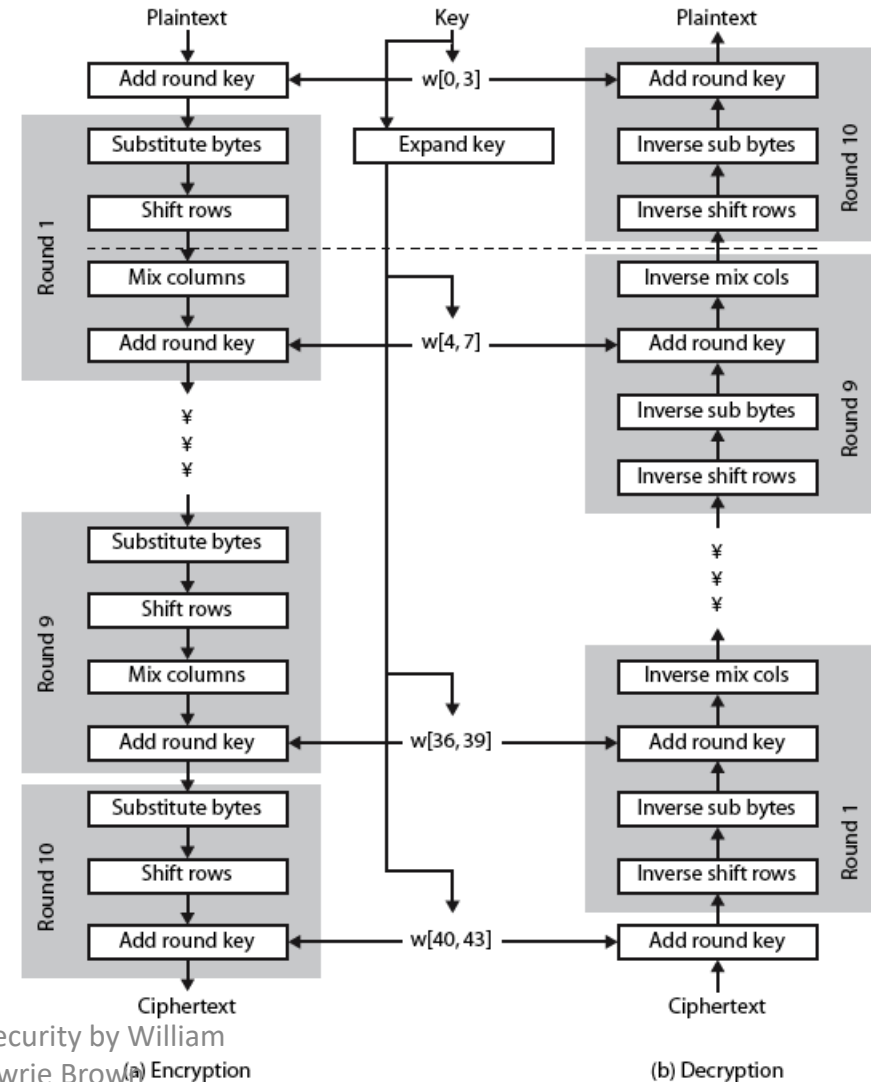 Plaintext
Key
Plaintext
Add round key
w[0, 3]
Add round key
Substitute bytes
Expand key
Inverse sub bytes
Shift rows
Inverse shift rows
Round 1
Round 10
Mix columns
Inverse mix cols
Add round key
w[4, 7]
Add round key
¥
Inverse sub bytes
¥
¥
Inverse shift rows
Round 9
Substitute bytes
¥
Shift rows
¥
¥
Round 9
Mix columns
Inverse mix cols
Add round key
w[36, 39]
Add round key
Substitute bytes
Inverse sub bytes
Round 10
Shift rows
Inverse shift rows
Round 1
Add round key
w[40, 43]
Add round key
Ciphertext
Ciphertext
ecurity by William
wrie Brown
(a) Encryption
(b) Decryption